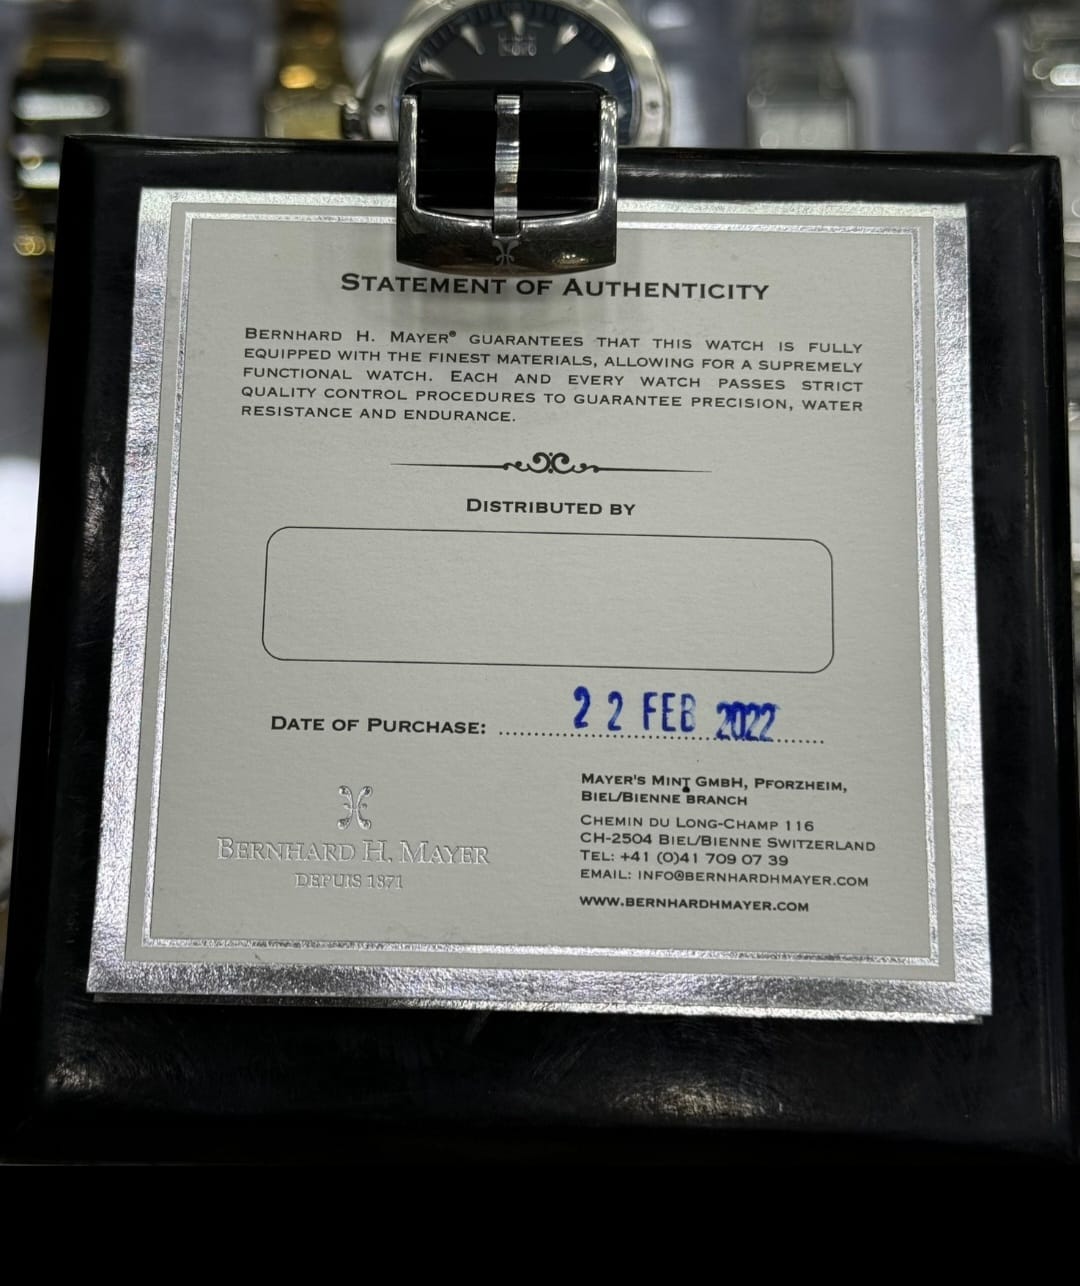 STATEMENT OF AUTHENTICITY
BERNHARD H. MAYER® GUARANTEES THAT THIS WATCH IS FULLY
EQUIPPED WITH THE FINEST MATERIALS, ALLOWING FOR A SUPREMELY
FUNCTIONAL WATCH. EACH AND EVERY WATCH PASSES STRICT
QUALITY CONTROL PROCEDURES TO GUARANTEE PRECISION, WATER
RESISTANCE AND ENDURANCE.
DISTRIBUTED BY
DATE OF PURCHASE: 22 FEB 2022
MAYER'S MINT GMBH, PFORZHEIM,
BIEL/BIENNE BRANCH
CHEMIN DU LONG-CHAMP 116
CH-2504 BIEL/BIENNE SWITZERLAND
TEL: +41 (0)41 709 07 39
EMAIL: INFO@BERNHARDHMAYER.COM
WWW.BERNHARDHMAYER.COM
BERNHARD H. MAYER
DEPUIS 1871